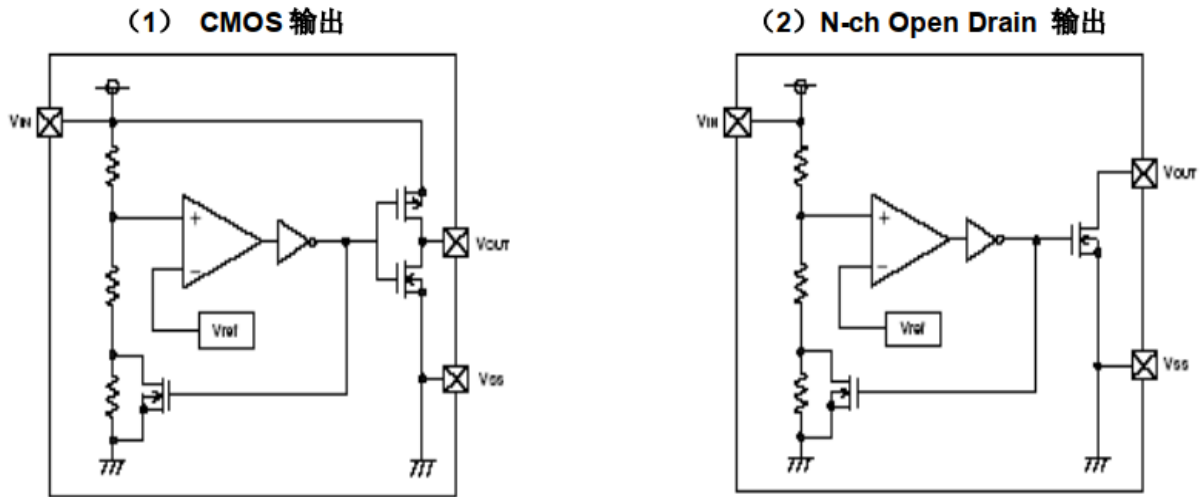 （1） CMOS 输出
（2）N-ch Open Drain 输出
VIN
+
−
Vref
VOUT
VSS
VIN
+
−
Vref
VOUT
VSS